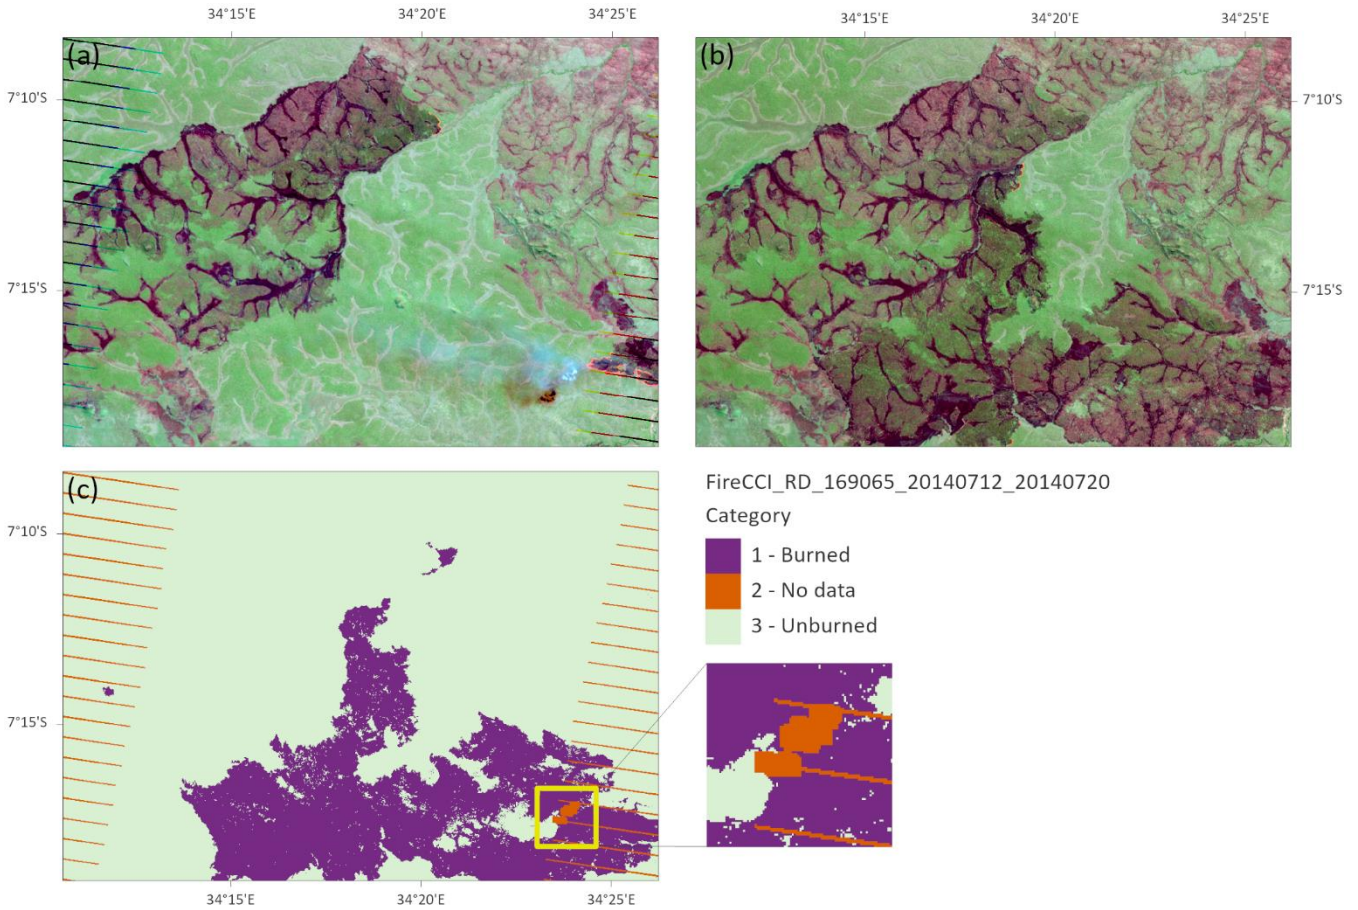 34°15'E 34°20'E 34°25'E 34°15'E 34°20'E 34°25'E
(a) (b)
7°10'S 7°10'S
7°15'S 7°15'S
(c)
FireCCI_RD_169065_20140712_20140720
Category
7°10'S
1 - Burned
2 - No data
3 - Unburned
7°15'S
34°15'E 34°20'E 34°25'E